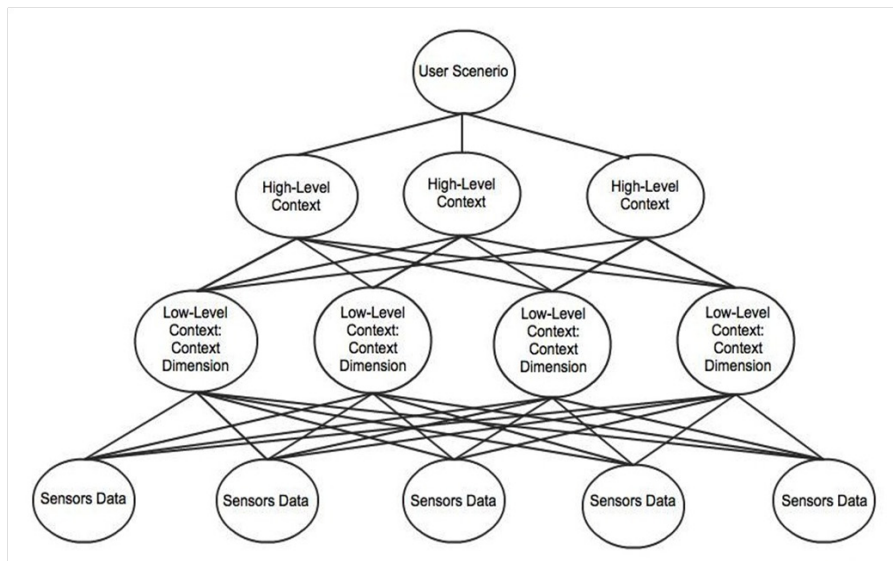 User Scenerio
High-Level
Context
High-Level
Context
High-Level
Context
Low-Level
Context:
Context
Dimension
Low-Level
Context:
Context
Dimension
Low-Level
Context:
Context
Dimension
Low-Level
Context:
Context
Dimension
Sensors Data
Sensors Data
Sensors Data
Sensors Data
Sensors Data